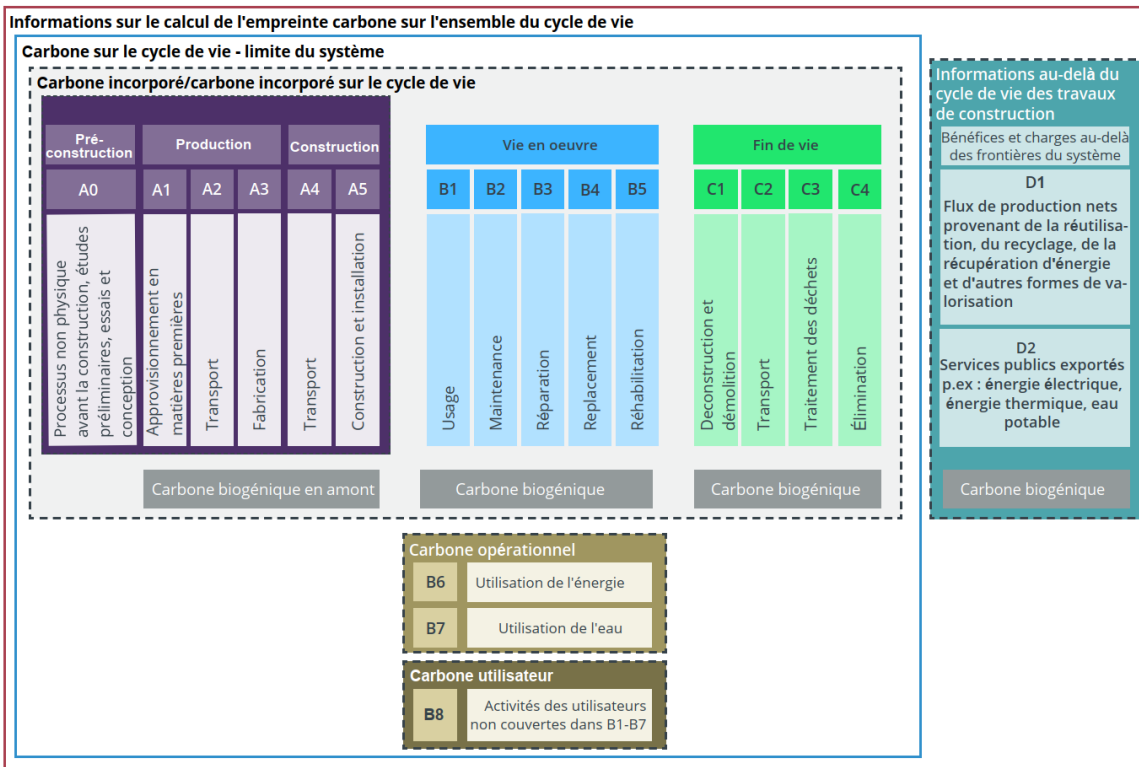 Informations sur le calcul de l'empreinte carbone sur l'ensemble du cycle de vie
Carbone sur le cycle de vie - limite du système
Carbone incorporé/carbone incorporé sur le cycle de vie
Pré-
construction
Production
Construction
A0
A1
A2
A3
A4
A5
Processus non physique
avant la construction, études
préliminaires, essais et
conception
Approvisionnement en
matières premières
Transport
Fabrication
Transport
Construction et installation
Carbone biogénique en amont
Vie en oeuvre
B1
B2
B3
B4
B5
Usage
Maintenance
Réparation
Replacement
Réhabilitation
Carbone biogénique
Fin de vie
C1
C2
C3
C4
Deconstruction et
démolition
Transport
Traitement des déchets
Élimination
Carbone biogénique
Informations au-delà du
cycle de vie des travaux
de construction
Bénéfices et charges au-delà
des frontières du système
D1
Flux de production nets
provenant de la réutilisa-
tion, du recyclage, de la
récupération d'énergie
et d'autres formes de va-
lorisation
D2
Services publics exportés
p.ex : énergie électrique,
énergie thermique, eau
potable
Carbone biogénique
Carbone opérationnel
B6
Utilisation de l'énergie
B7
Utilisation de l'eau
Carbone utilisateur
B8
Activités des utilisateurs
non couvertes dans B1-B7